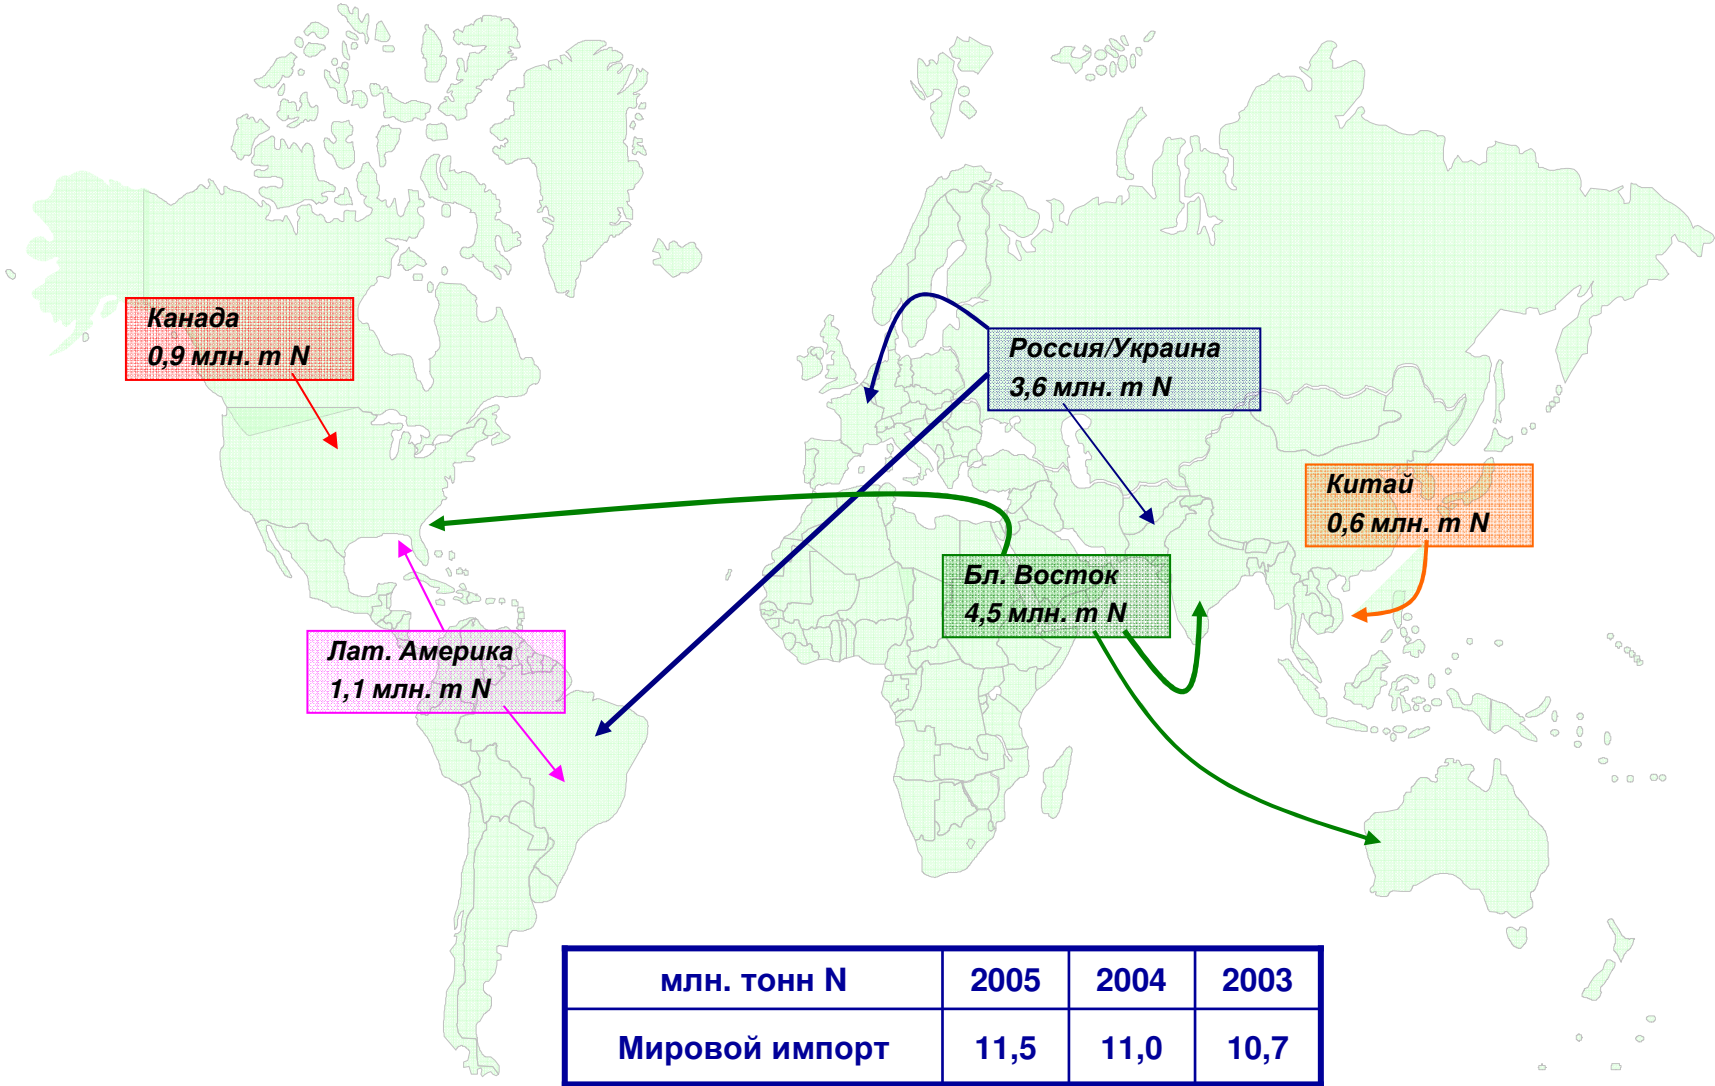 Канада
0,9 млн. т N
Россия/Украина
3,6 млн. т N
Китай
0,6 млн. т N
Бл. Восток
4,5 млн. т N
Лат. Америка
1,1 млн. т N
млн. тонн N 2005 2004 2003
Мировой импорт 11,5 11,0 10,7